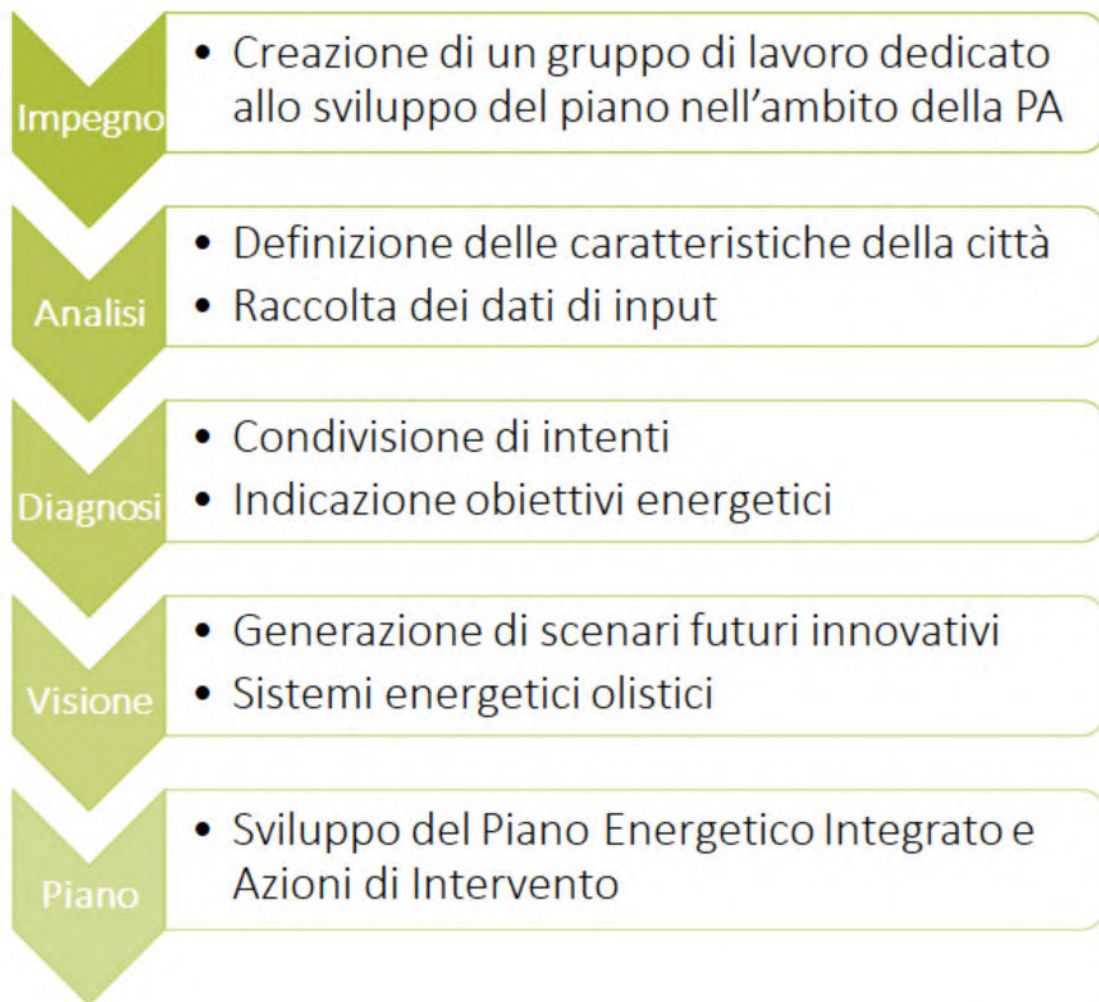 Impegno
• Creazione di un gruppo di lavoro dedicato
allo sviluppo del piano nell’ambito della PA
Analisi
• Definizione delle caratteristiche della città
• Raccolta dei dati di input
Diagnosi
• Condivisione di intenti
• Indicazione obiettivi energetici
Visione
• Generazione di scenari futuri innovativi
• Sistemi energetici olistici
Piano
• Sviluppo del Piano Energetico Integrato e
Azioni di Intervento